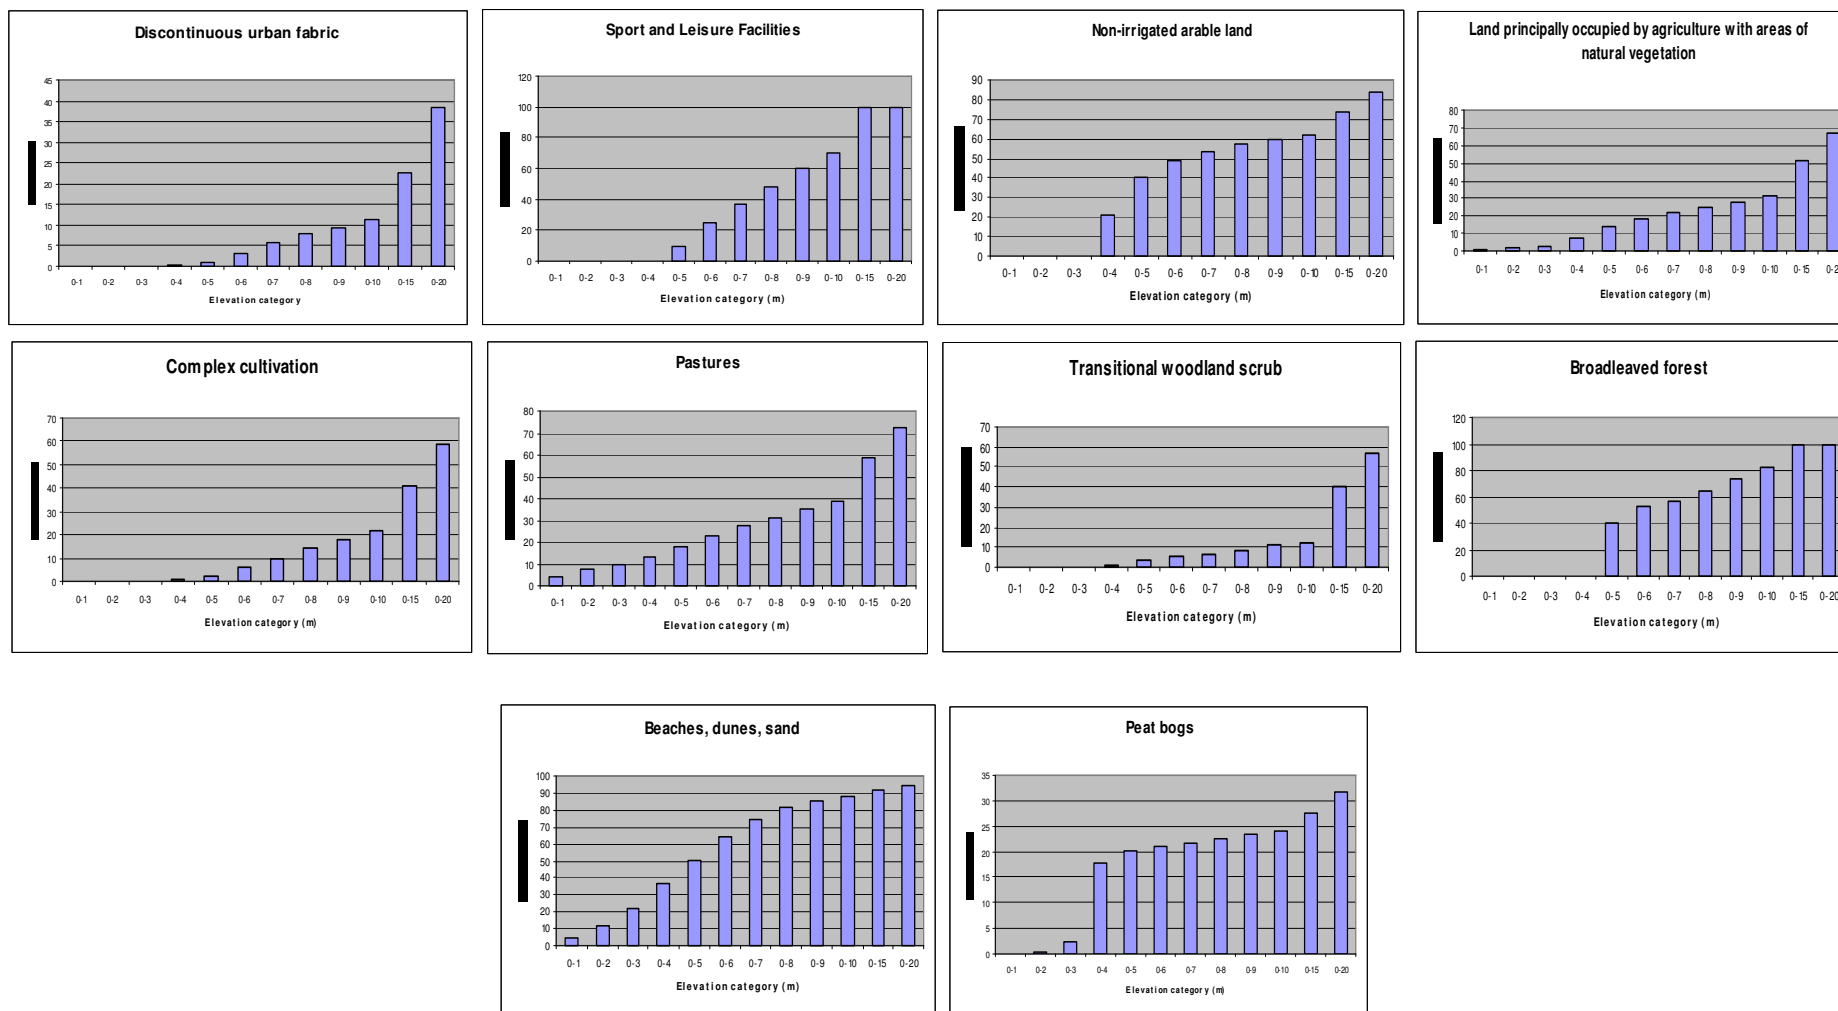 Discontinuous urban fabric
45
40
35
30
25
20
15
10
5
0
0-1 0-2 0-3 0-4 0-5 0-6 0-7 0-8 0-9 0-10 0-15 0-20
Elevation category
Sport and Leisure Facilities
120
100
80
60
40
20
0
0-1 0-2 0-3 0-4 0-5 0-6 0-7 0-8 0-9 0-10 0-15 0-20
Elevation category (m)
Non-irrigated arable land
90
80
70
60
50
40
30
20
10
0
0-1 0-2 0-3 0-4 0-5 0-6 0-7 0-8 0-9 0-10 0-15 0-20
Elevation category (m)
Land principally occupied by agriculture with areas of
natural vegetation
80
70
60
50
40
30
20
10
0
0-1 0-2 0-3 0-4 0-5 0-6 0-7 0-8 0-9 0-10 0-15
Elevation category (m)
Complex cultivation
70
60
50
40
30
20
10
0
0-1 0-2 0-3 0-4 0-5 0-6 0-7 0-8 0-9 0-10 0-15 0-20
Elevation category (m)
Pastures
80
70
60
50
40
30
20
10
0
0-1 0-2 0-3 0-4 0-5 0-6 0-7 0-8 0-9 0-10 0-15 0-20
Elevation category (m)
Transitional woodland scrub
70
60
50
40
30
20
10
0
0-1 0-2 0-3 0-4 0-5 0-6 0-7 0-8 0-9 0-10 0-15 0-20
Elevation category (m)
Broadleaved forest
120
100
80
60
40
20
0
0-1 0-2 0-3 0-4 0-5 0-6 0-7 0-8 0-9 0-10 0-15 0-20
Elevation category (m)
Beaches, dunes, sand
100
90
80
70
60
50
40
30
20
10
0
0-1 0-2 0-3 0-4 0-5 0-6 0-7 0-8 0-9 0-10 0-15 0-20
Elevation category (m)
Peat bogs
35
30
25
20
15
10
5
0
0-1 0-2 0-3 0-4 0-5 0-6 0-7 0-8 0-9 0-10 0-15 0-20
Elevation category (m)